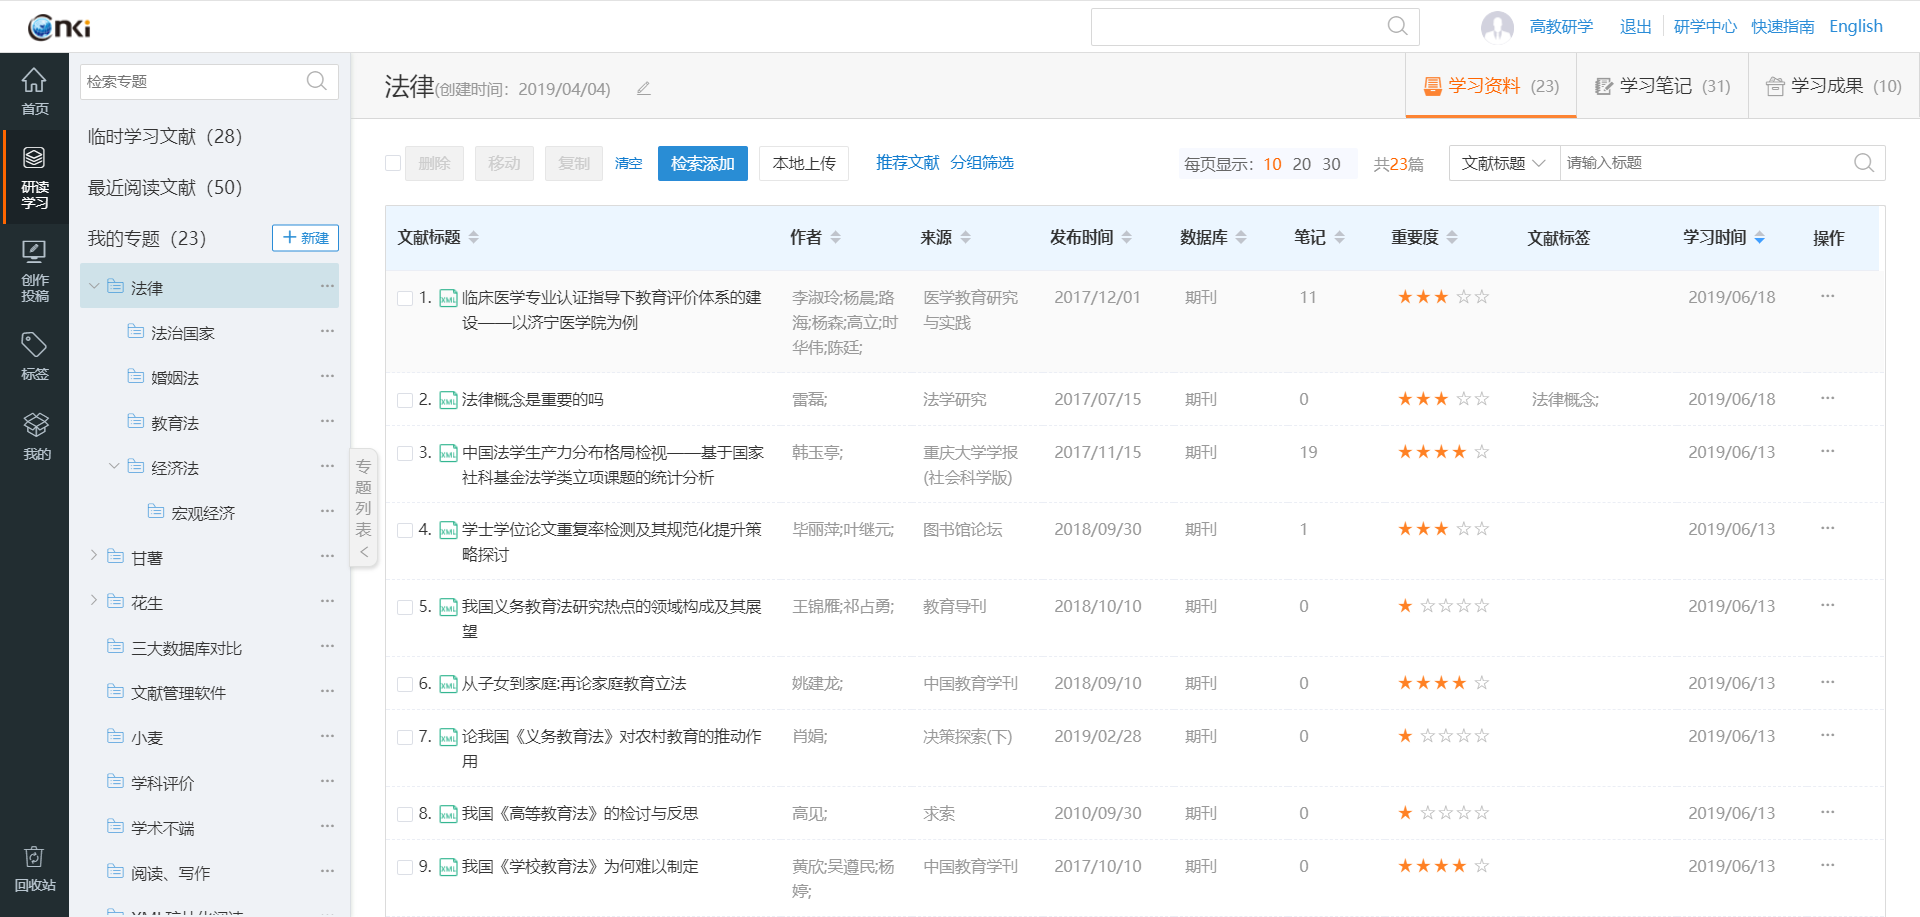 cnki
高教研学 退出 研学中心 快速指南 English
首页
研读
学习
创作
投稿
标签
我的
回收站
检索专题
临时学习文献（28）
最近阅读文献（50）
我的专题（23） + 新建
法律 ···
法治国家 ···
婚姻法 ···
教育法 ···
经济法 ···
宏观经济 ···
甘薯 ···
花生 ···
三大数据库对比 ···
文献管理软件 ···
小麦 ···
学科评价 ···
学术不端 ···
阅读、写作 ···
专题列表 <
法律(创建时间：2019/04/04)
学习资料 (23) 学习笔记 (31) 学习成果 (10)
删除 移动 复制 清空 检索添加 本地上传 推荐文献 分组筛选 每页显示：10 20 30 共23篇 文献标题 请输入标题
文献标题 作者 来源 发布时间 数据库 笔记 重要度 文献标签 学习时间 操作
1. XML 临床医学专业认证指导下教育评价体系的建 李淑玲;杨晨;路 医学教育研究 2017/12/01 期刊 11 ★★★☆☆ 2019/06/18 ···
设——以济宁医学院为例 海;杨森;高立;时 与实践
华伟;陈廷;
2. XML 法律概念是重要的吗 雷磊; 法学研究 2017/07/15 期刊 0 ★★★☆☆ 法律概念; 2019/06/18 ···
3. XML 中国法学生产力分布格局检视——基于国家 韩玉亭; 重庆大学学报 2017/11/15 期刊 19 ★★★★☆ 2019/06/13 ···
社科基金法学类立项课题的统计分析 (社会科学版)
4. XML 学士学位论文重复率检测及其规范化提升策 毕丽萍;叶继元; 图书馆论坛 2018/09/30 期刊 1 ★★★☆☆ 2019/06/13 ···
略探讨
5. XML 我国义务教育法研究热点的领域构成及其展 王锦雁;祁占勇; 教育导刊 2018/10/10 期刊 0 ★☆☆☆☆ 2019/06/13 ···
望
6. XML 从子女到家庭:再论家庭教育立法 姚建龙; 中国教育学刊 2018/09/10 期刊 0 ★★★★☆ 2019/06/13 ···
7. XML 论我国《义务教育法》对农村教育的推动作 肖娟; 决策探索(下) 2019/02/28 期刊 0 ★☆☆☆☆ 2019/06/13 ···
用
8. XML 我国《高等教育法》的检讨与反思 高见; 求索 2010/09/30 期刊 0 ★☆☆☆☆ 2019/06/13 ···
9. XML 我国《学校教育法》为何难以制定 黄欣;吴遵民;杨 中国教育学刊 2017/10/10 期刊 0 ★★★★☆ 2019/06/13 ···
婷;